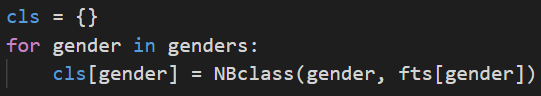 cls = {}
for gender in genders:
    cls[gender] = NBclass(gender, fts[gender])